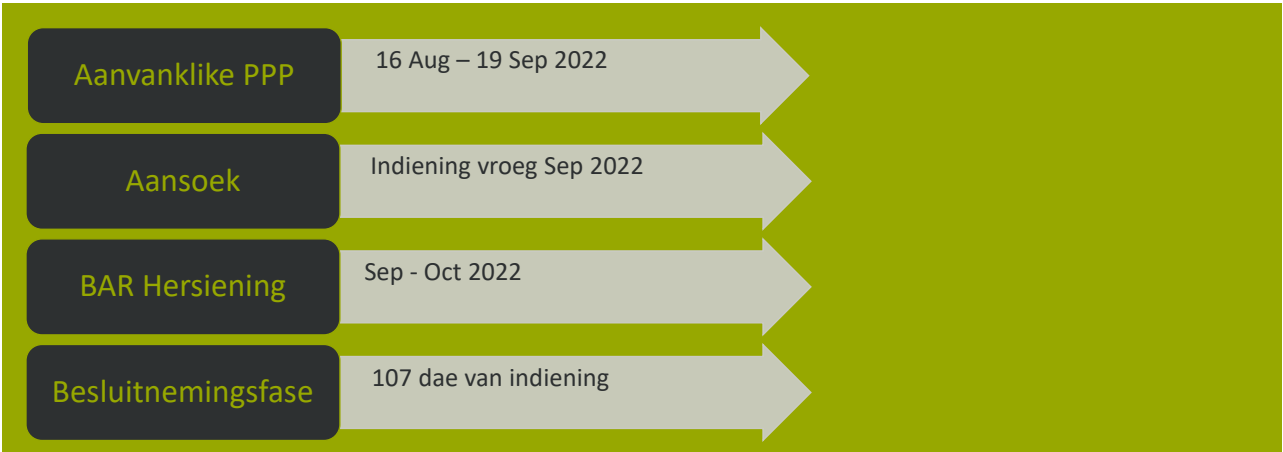 Aanvanklike PPP
16 Aug – 19 Sep 2022
Aansoek
Indiening vroeg Sep 2022
BAR Hersiening
Sep - Oct 2022
Besluitnemingsfase
107 dae van indiening